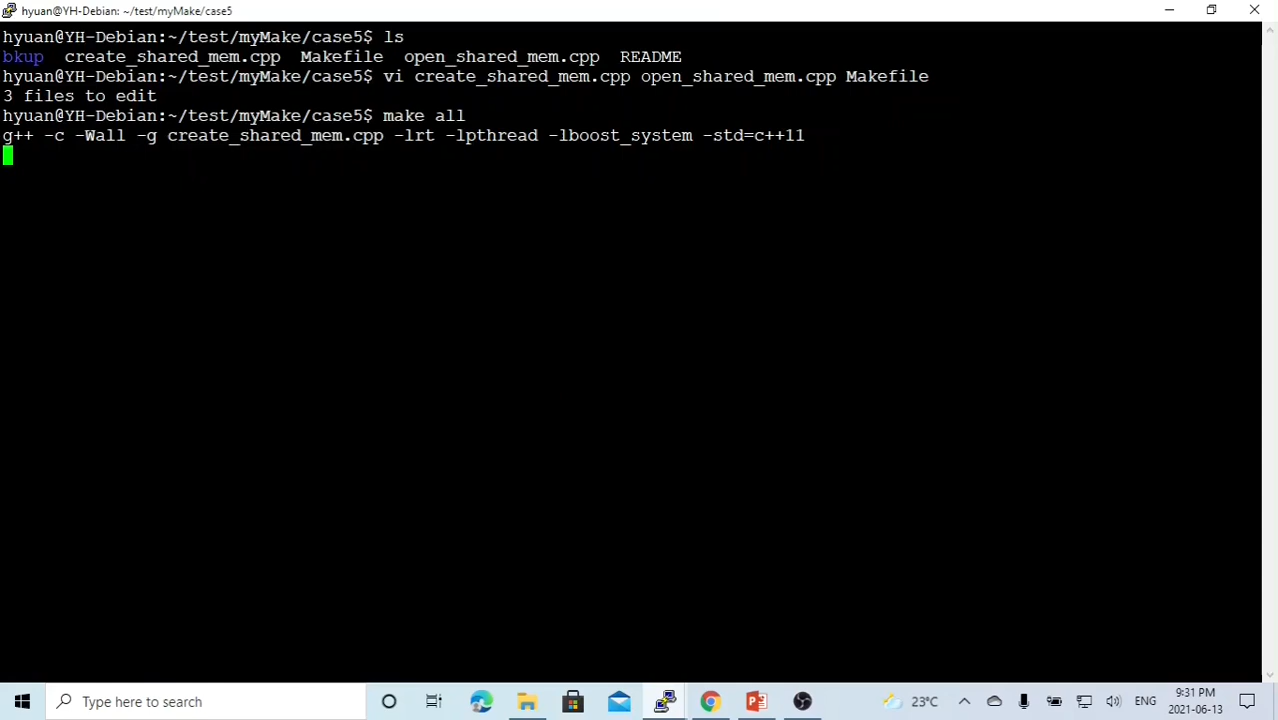 hyuan@YH-Debian: ~/test/myMake/case5
hyuan@YH-Debian:~/test/myMake/case5$ ls
bkup create_shared_mem.cpp Makefile open_shared_mem.cpp README
hyuan@YH-Debian:~/test/myMake/case5$ vi create_shared_mem.cpp open_shared_mem.cpp Makefile
3 files to edit
hyuan@YH-Debian:~/test/myMake/case5$ make all
g++ -c -Wall -g create_shared_mem.cpp -lrt -lpthread -lboost_system -std=c++11
Type here to search
23°C
ENG
9:31 PM
2021-06-13